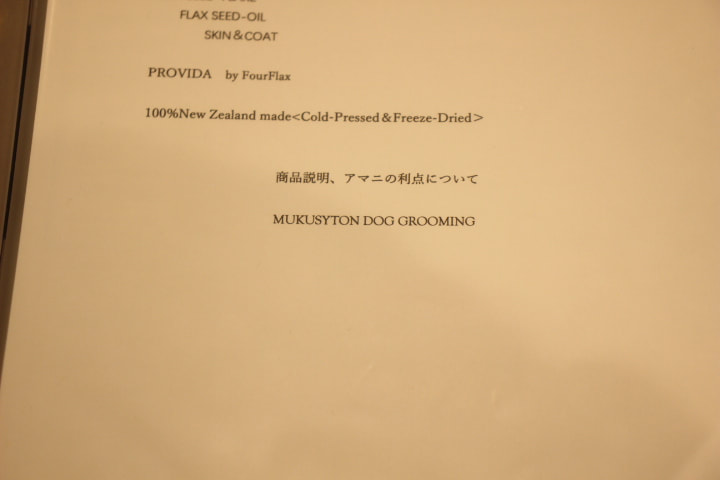 FLAX SEED-OIL
SKIN&COAT
PROVIDA by FourFlax
100%New Zealand made<Cold-Pressed&Freeze-Dried>
商品説明、アマニの利点について
MUKUSYTON DOG GROOMING